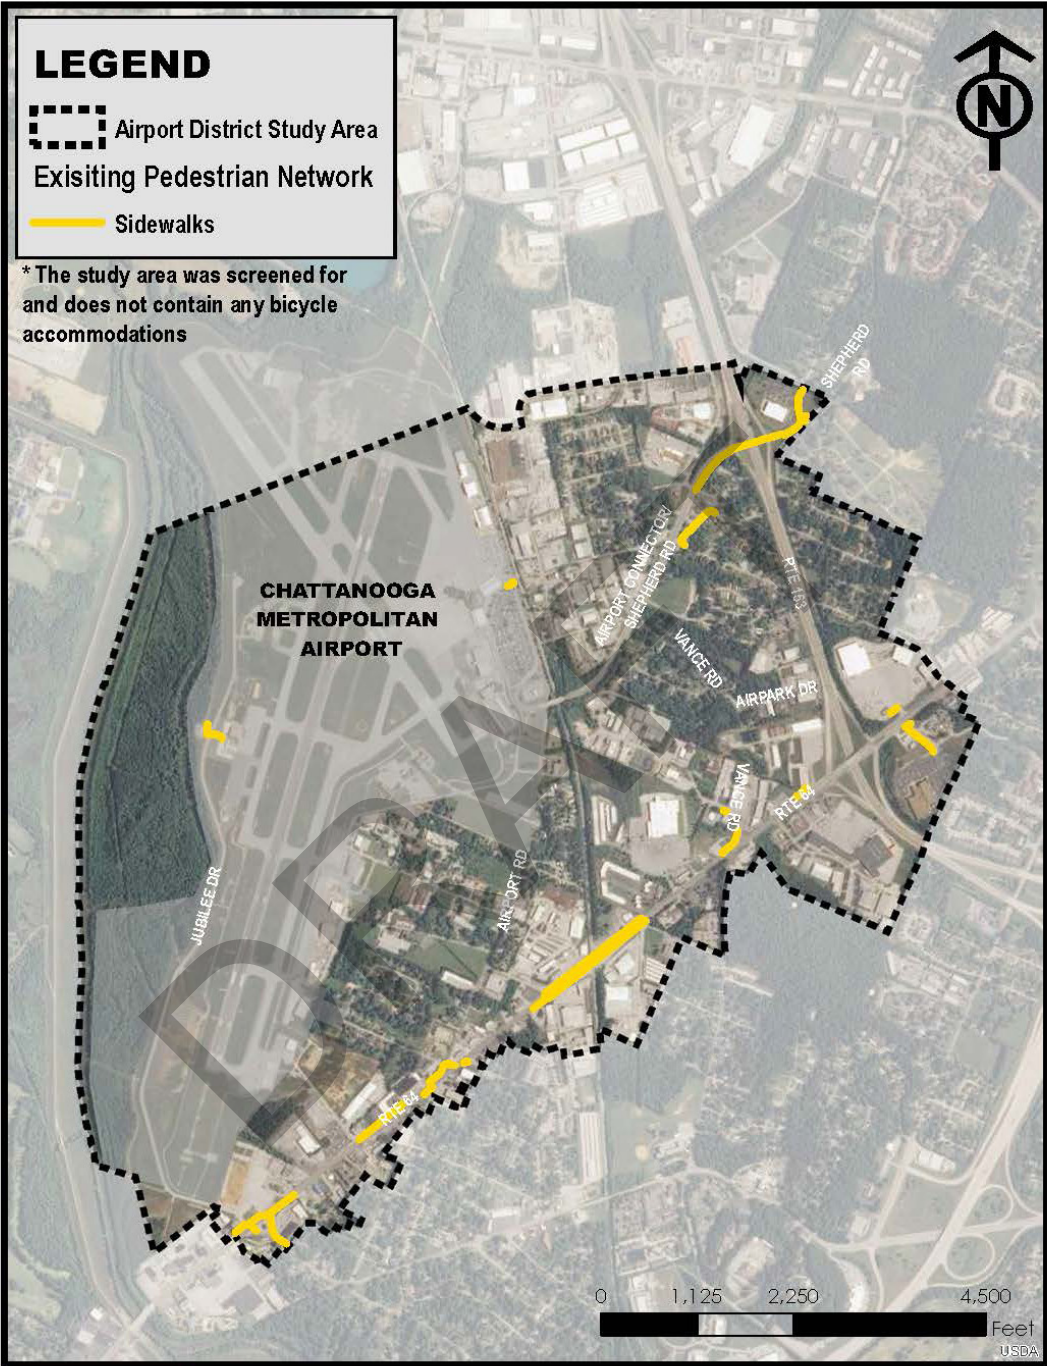 LEGEND
Airport District Study Area
Exisiting Pedestrian Network
Sidewalks
* The study area was screened for
and does not contain any bicycle
accommodations
N
SHEPHERD
RD
CHATTANOOGA
METROPOLITAN
AIRPORT
AIRPORT CONNECTOR/
SHEPHERD RD
RTE 153
VANCE RD
AIRPARK DR
VANCE RD
RTE 64
JUBILEE DR
AIRPORT RD
RTE 64
DRAFT
0 1,125 2,250 4,500
Feet
USDA